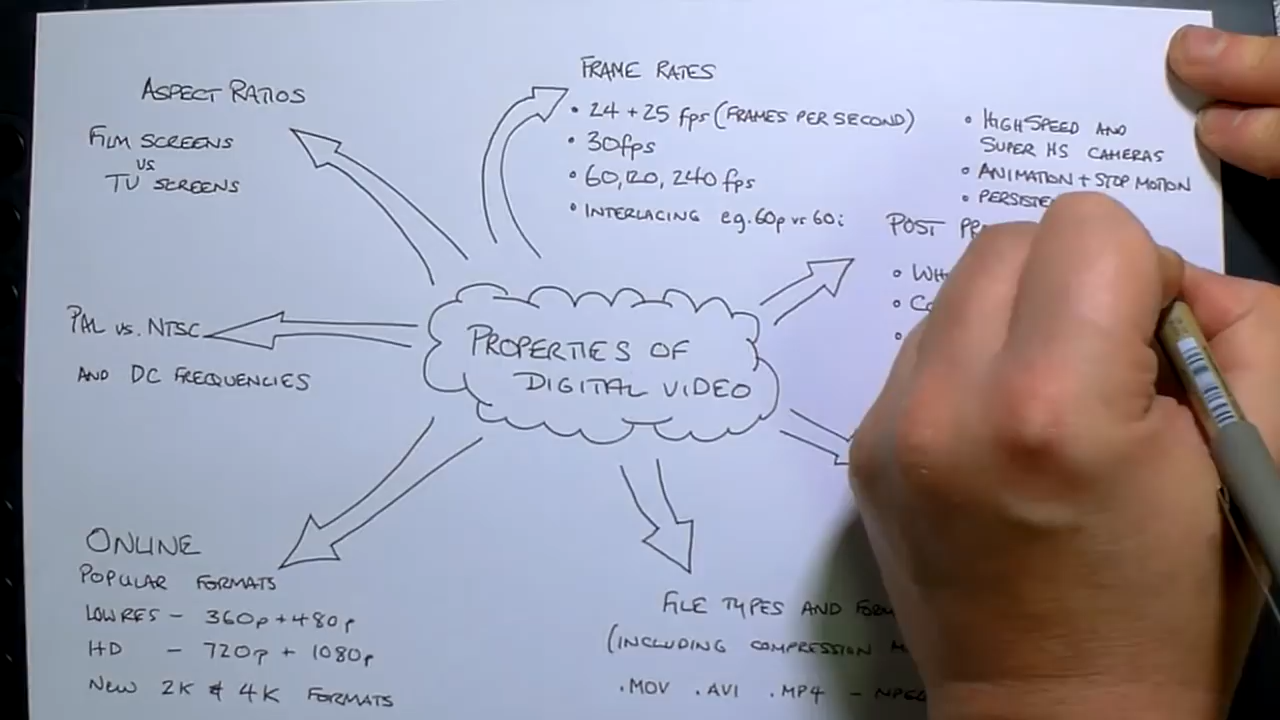 ASPECT RATIOS
FILM SCREENS
VS
TV SCREENS
FRAME RATES
• 24 + 25 fps (FRAMES PER SECOND)
• 30fps
• 60, 120, 240 fps
• INTERLACING eg. 60p vs 60i
• HIGHSPEED AND
SUPER HS CAMERAS
• ANIMATION + STOP MOTION
POST
PAL vs. NTSC
AND DC FREQUENCIES
PROPERTIES OF
DIGITAL VIDEO
ONLINE
POPULAR FORMATS
LOWRES - 360p + 480p
HD - 720p + 1080p
NEW 2K & 4K FORMATS
FILE TYPES AND
(INCLUDING COMPRESSION
.MOV .AVI .MP4 -